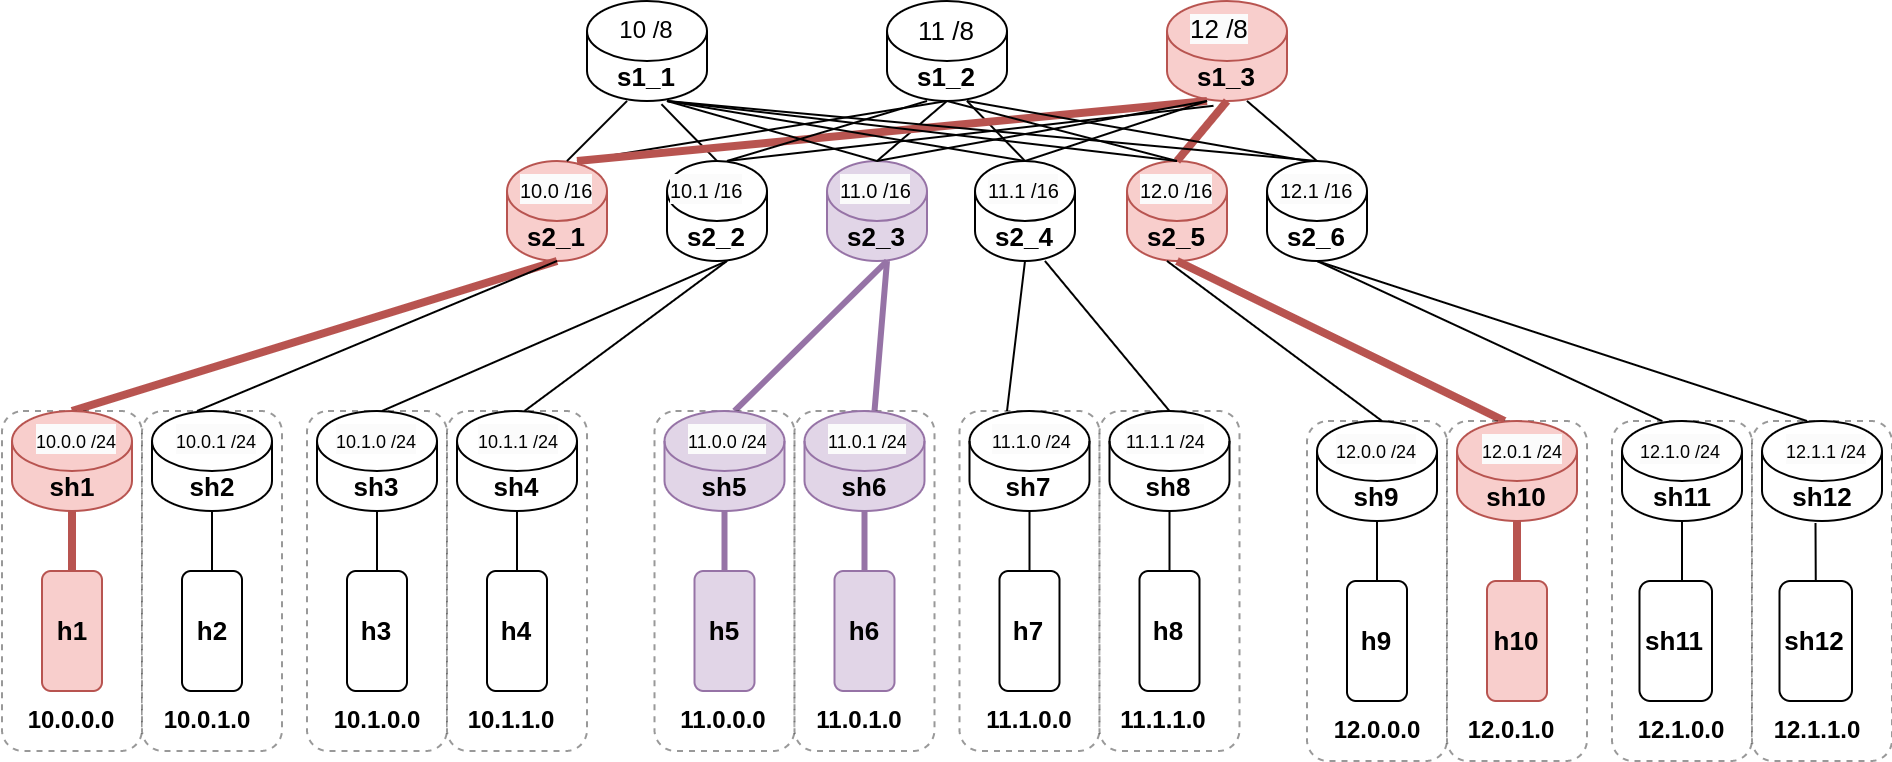 10 /8
11 /8
12 /8
s1_1
s1_2
s1_3
10.0 /16
10.1 /16
11.0 /16
11.1 /16
12.0 /16
12.1 /16
s2_1
s2_2
s2_3
s2_4
s2_5
s2_6
10.0.0 /24
10.0.1 /24
10.1.0 /24
10.1.1 /24
11.0.0 /24
11.0.1 /24
11.1.0 /24
11.1.1 /24
12.0.0 /24
12.0.1 /24
12.1.0 /24
12.1.1 /24
sh1
sh2
sh3
sh4
sh5
sh6
sh7
sh8
sh9
sh10
sh11
sh12
h1
h2
h3
h4
h5
h6
h7
h8
h9
h10
sh11
sh12
10.0.0.0
10.0.1.0
10.1.0.0
10.1.1.0
11.0.0.0
11.0.1.0
11.1.0.0
11.1.1.0
12.0.0.0
12.0.1.0
12.1.0.0
12.1.1.0